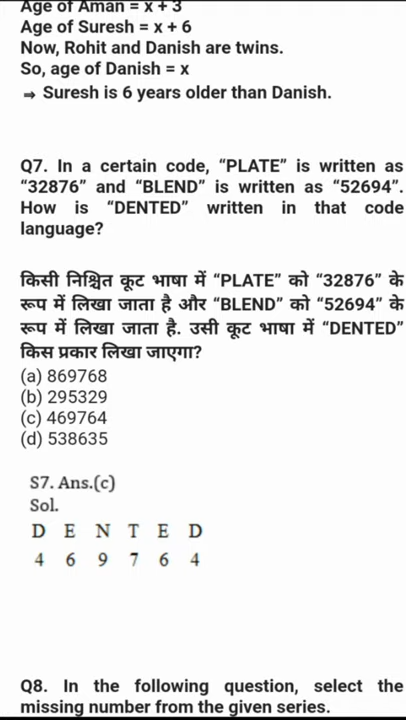 Age of Aman = x + 3
Age of Suresh = x + 6
Now, Rohit and Danish are twins.
So, age of Danish = x
⇒ Suresh is 6 years older than Danish.
Q7. In a certain code, “PLATE” is written as
“32876” and “BLEND” is written as “52694”.
How is “DENTED” written in that code
language?
किसी निश्चित कूट भाषा में “PLATE” को “32876” के
रूप में लिखा जाता है और “BLEND” को “52694” के
रूप में लिखा जाता है. उसी कूट भाषा में “DENTED”
किस प्रकार लिखा जाएगा?
(a) 869768
(b) 295329
(c) 469764
(d) 538635
S7. Ans.(c)
Sol.
D E N T E D
4 6 9 7 6 4
Q8. In the following question, select the
missing number from the given series.